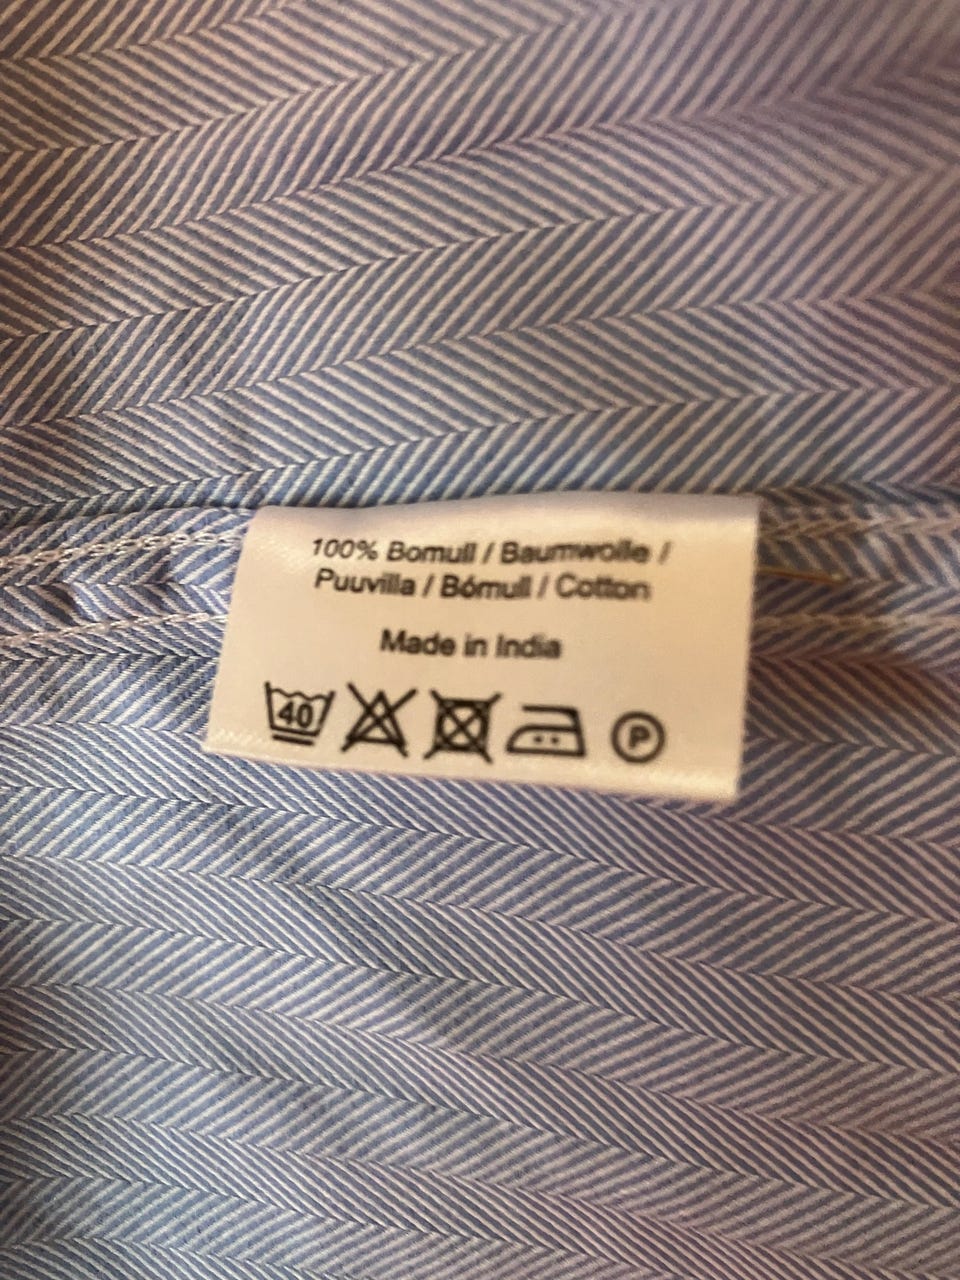 100% Bomull / Baumwolle /
Puuvilla / Bómull / Cotton
Made in India
40 P